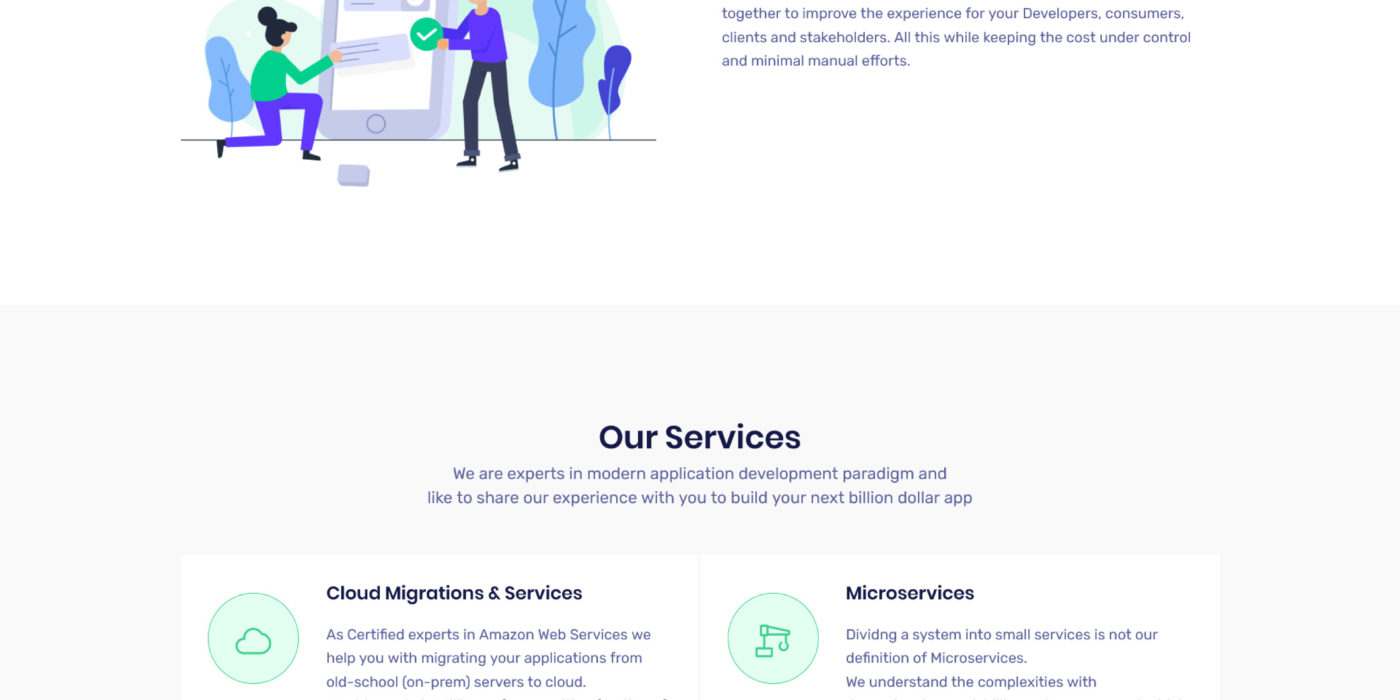 together to improve the experience for your Developers, consumers,
clients and stakeholders. All this while keeping the cost under control
and minimal manual efforts.
Our Services
We are experts in modern application development paradigm and
like to share our experience with you to build your next billion dollar app
Cloud Migrations & Services
As Certified experts in Amazon Web Services we
help you with migrating your applications from
old-school (on-prem) servers to cloud.
Microservices
Dividng a system into small services is not our
definition of Microservices.
We understand the complexities with